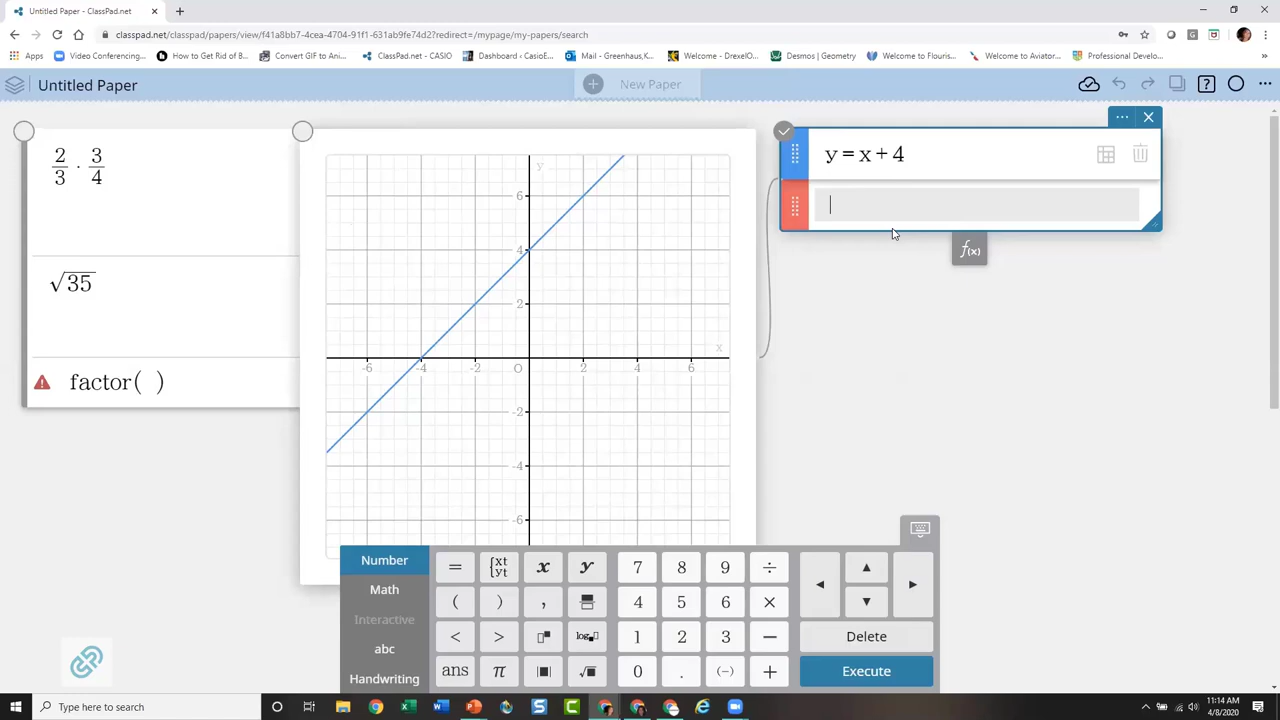 Untitled Paper - ClassPad.net
classpad.net/classpad/papers/view/f41a8bb7-4cea-4704-91f1-631ab9fe74d2?redirect=/mypage/my-papers/search
Apps
Video Conferencing...
How to Get Rid of B...
Convert GIF to Ani...
ClassPad.net - CASIO
Dashboard ‹ CasioE...
Mail - Greenhaus,K...
Welcome - DrexelO...
Desmos | Geometry
Welcome to Flouris...
Welcome to Aviator...
Professional Develo...
Untitled Paper
New Paper
2/3 · 3/4
√35
factor( )
y
6
4
2
-6 -4 -2 O 2 4 6 x
-2
-4
-6
y = x + 4
f(x)
Number = {xt yt x y 7 8 9 ÷
Math ( ) , 4 5 6 ×
Interactive < > log 1 2 3 − Delete
abc ans π √ 0 . (−) + Execute
Handwriting
Type here to search
11:14 AM
4/8/2020